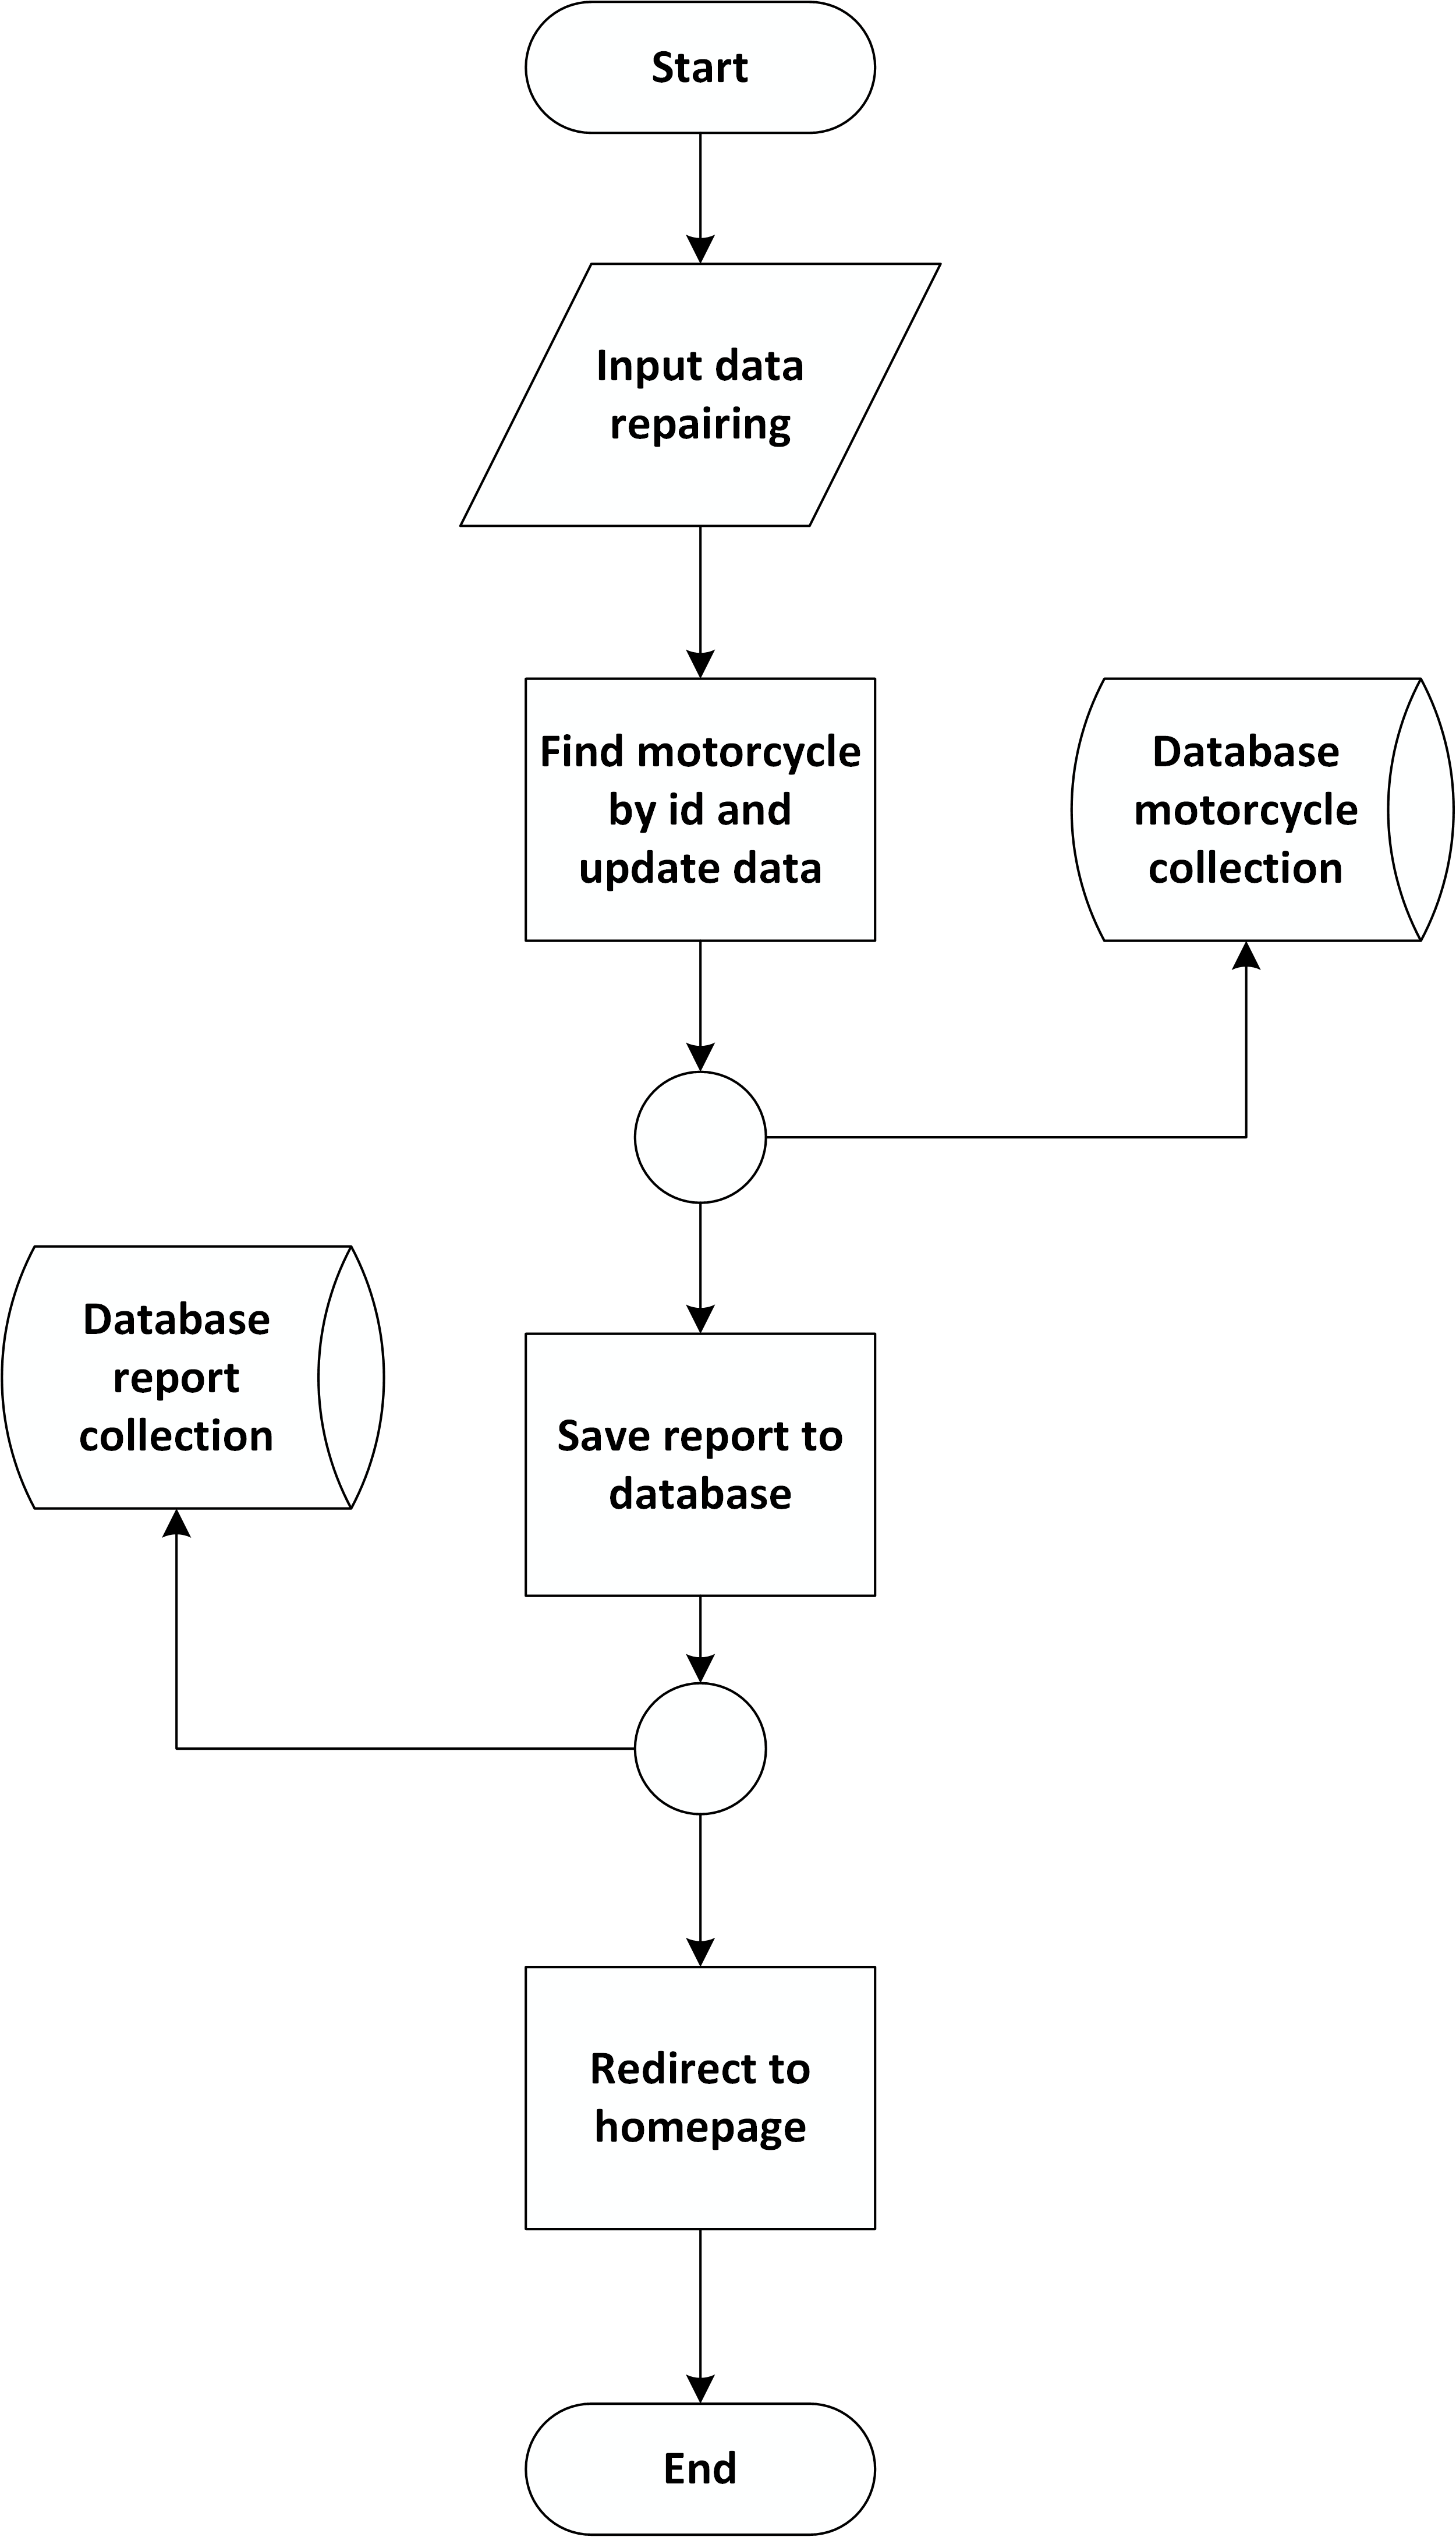 Start
Input data
repairing
Find motorcycle
by id and
update data
Database
motorcycle
collection
Database
report
collection
Save report to
database
Redirect to
homepage
End